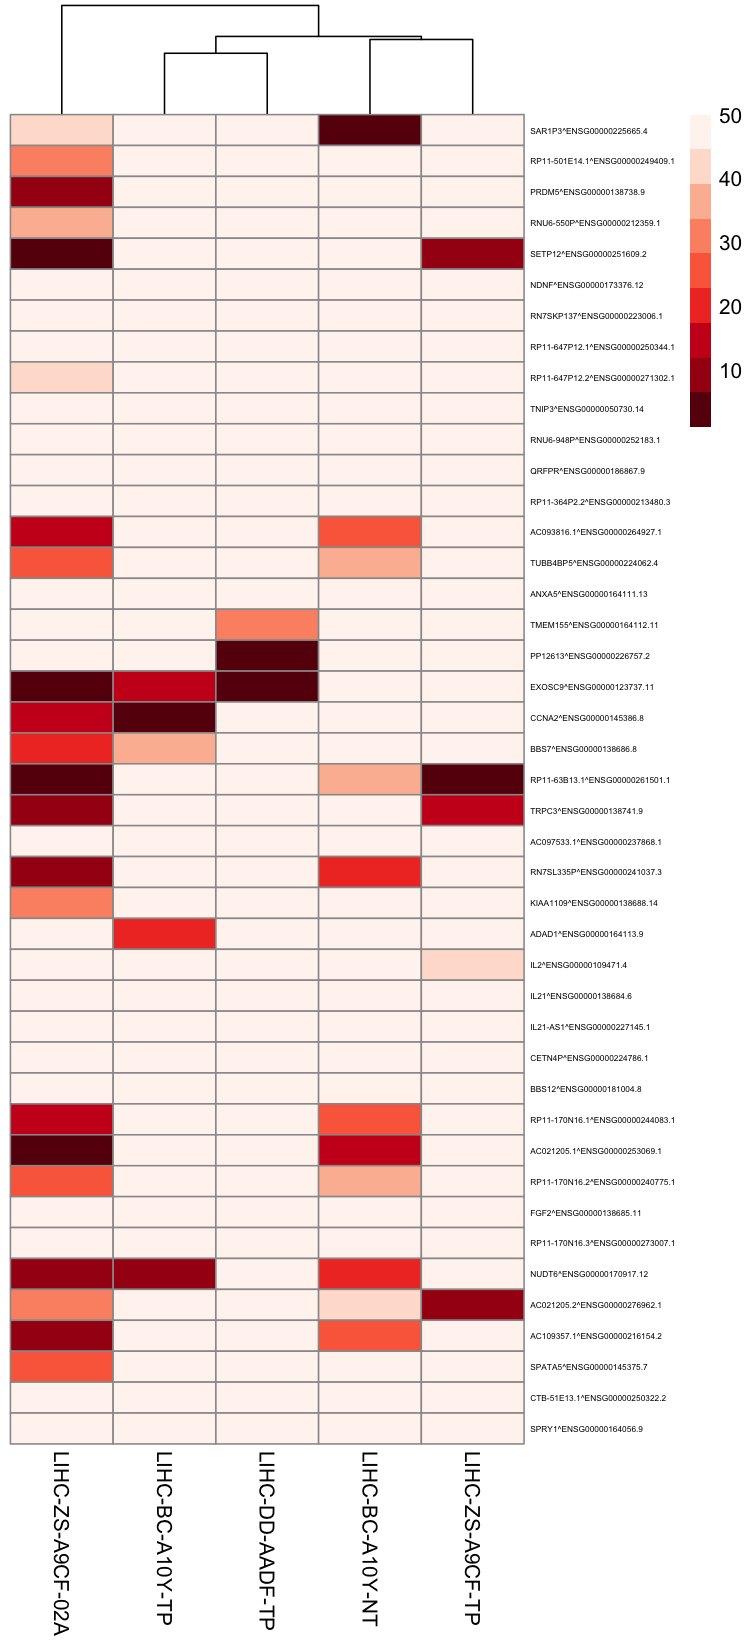 50
40
30
20
10
SAR1P3^ENSG00000225665.4
RP11-501E14.1^ENSG00000249409.1
PRDM5^ENSG00000138738.9
RNU6-550P^ENSG00000212359.1
SETP12^ENSG00000251609.2
NDNF^ENSG00000173376.12
RN7SKP137^ENSG00000223006.1
RP11-647P12.1^ENSG00000250344.1
RP11-647P12.2^ENSG00000271302.1
TNIP3^ENSG00000050730.14
RNU6-948P^ENSG00000252183.1
QRFPR^ENSG00000186867.9
RP11-364P2.2^ENSG00000213480.3
AC093816.1^ENSG00000264927.1
TUBB4BP5^ENSG00000224062.4
ANXA5^ENSG00000164111.13
TMEM155^ENSG00000164112.11
PP12613^ENSG00000226757.2
EXOSC9^ENSG00000123737.11
CCNA2^ENSG00000145386.8
BBS7^ENSG00000138686.8
RP11-63B13.1^ENSG00000261501.1
TRPC3^ENSG00000138741.9
AC097533.1^ENSG00000237868.1
RN7SL335P^ENSG00000241037.3
KIAA1109^ENSG00000138688.14
ADAD1^ENSG00000164113.9
IL2^ENSG00000109471.4
IL21^ENSG00000138684.6
IL21-AS1^ENSG00000227145.1
CETN4P^ENSG00000224786.1
BBS12^ENSG00000181004.8
RP11-170N16.1^ENSG00000244083.1
AC021205.1^ENSG00000253069.1
RP11-170N16.2^ENSG00000240775.1
FGF2^ENSG00000138685.11
RP11-170N16.3^ENSG00000273007.1
NUDT6^ENSG00000170917.12
AC021205.2^ENSG00000276962.1
AC109357.1^ENSG00000216154.2
SPATA5^ENSG00000145375.7
CTB-51E13.1^ENSG00000250322.2
SPRY1^ENSG00000164056.9
LIHC-ZS-A9CF-02A
LIHC-BC-A10Y-TP
LIHC-DD-AADF-TP
LIHC-BC-A10Y-NT
LIHC-ZS-A9CF-TP